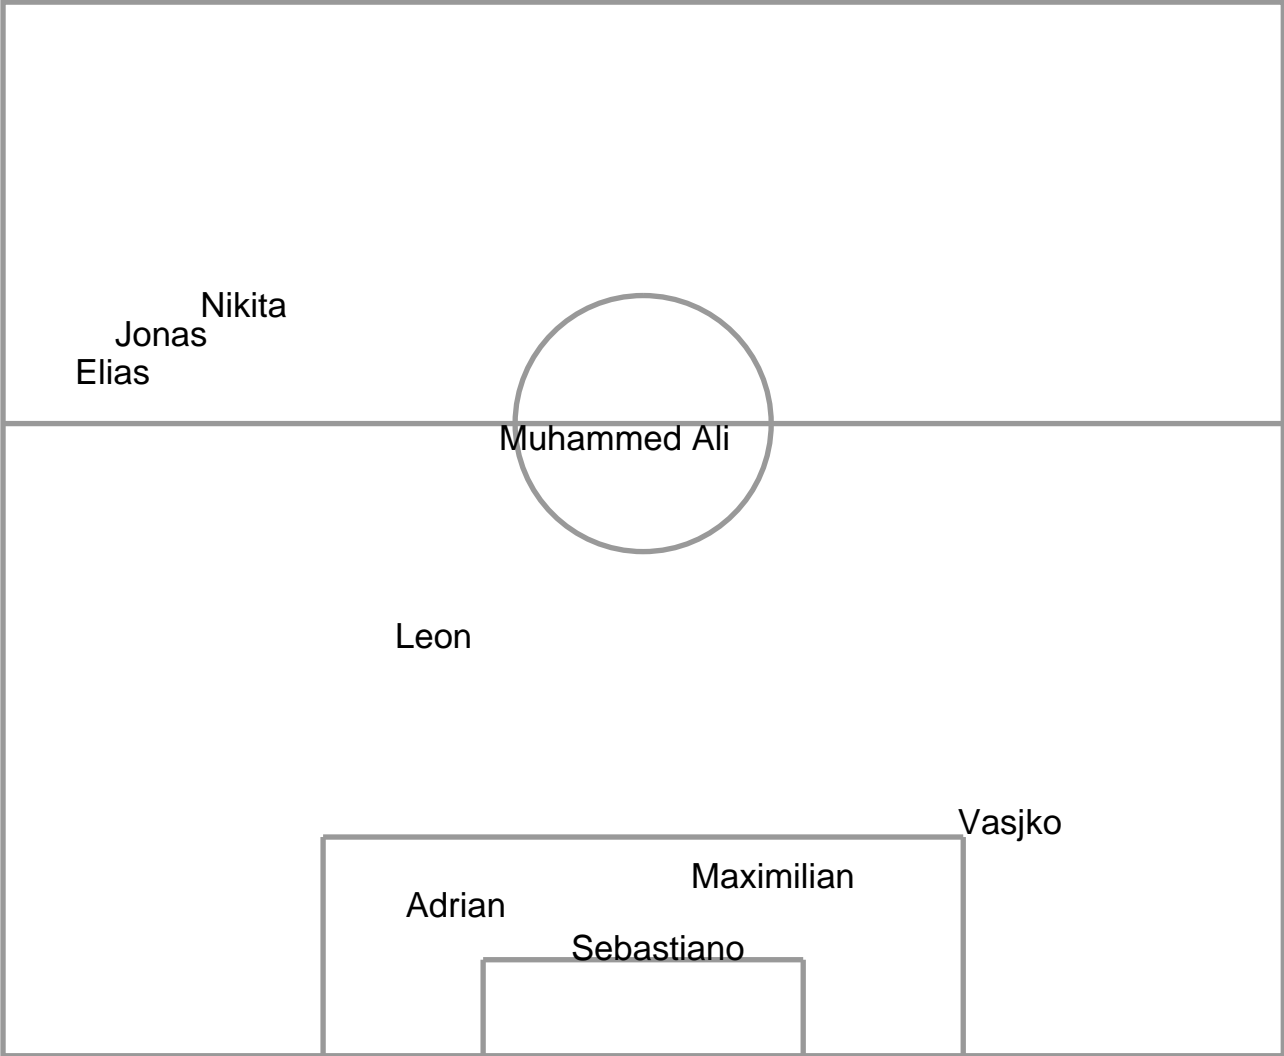 Nikita
Jonas
Elias
Muhammed Ali
Leon
Vasjko
Maximilian
Adrian
Sebastiano